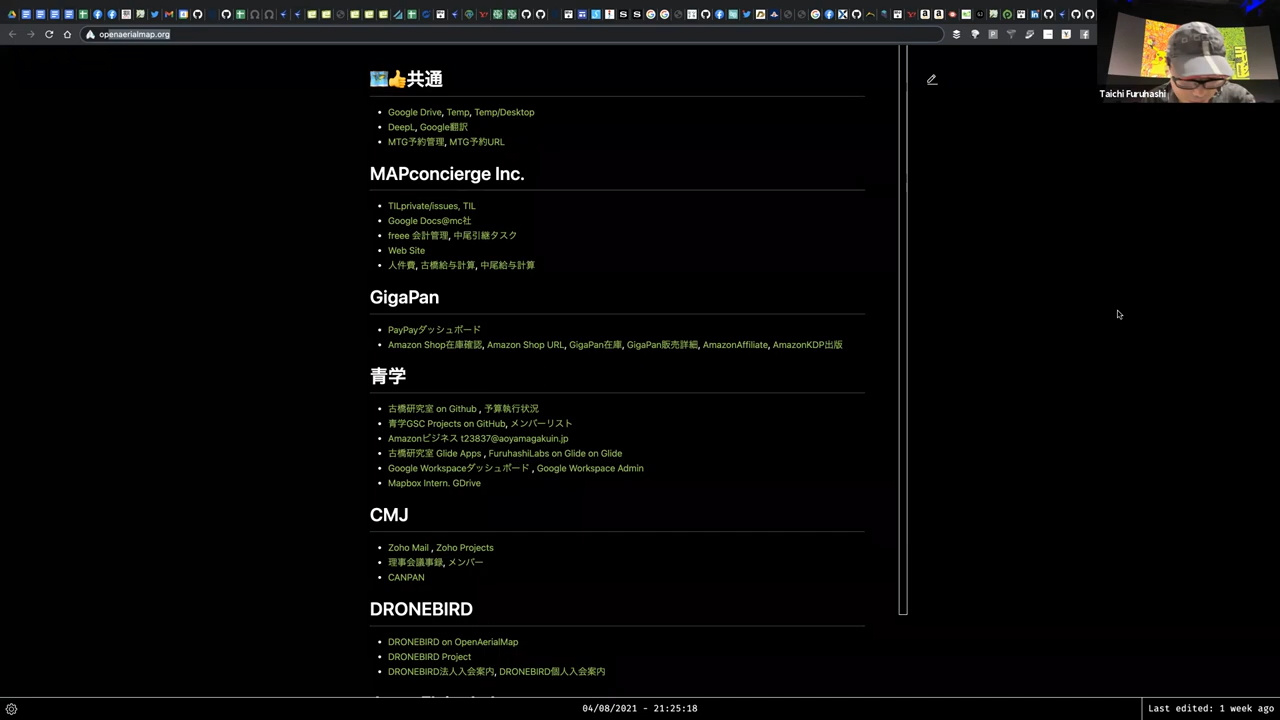 openaerialmap.org
Taichi Furuhashi
共通
Google Drive, Temp, Temp/Desktop
DeepL, Google翻訳
MTG予約管理, MTG予約URL
MAPconcierge Inc.
TILprivate/issues, TIL
Google Docs@mc社
freee 会計管理, 中尾引継タスク
Web Site
人件費, 古橋給与計算, 中尾給与計算
GigaPan
PayPayダッシュボード
Amazon Shop在庫確認, Amazon Shop URL, GigaPan在庫, GigaPan販売詳細, AmazonAffiliate, AmazonKDP出版
青学
古橋研究室 on Github , 予算執行状況
青学GSC Projects on GitHub, メンバーリスト
Amazonビジネス t23837@aoyamagakuin.jp
古橋研究室 Glide Apps , FuruhashiLabs on Glide on Glide
Google Workspaceダッシュボード , Google Workspace Admin
Mapbox Intern. GDrive
CMJ
Zoho Mail , Zoho Projects
理事会議事録, メンバー
CANPAN
DRONEBIRD
DRONEBIRD on OpenAerialMap
DRONEBIRD Project
DRONEBIRD法人入会案内, DRONEBIRD個人入会案内
04/08/2021 - 21:25:18
Last edited: 1 week ago